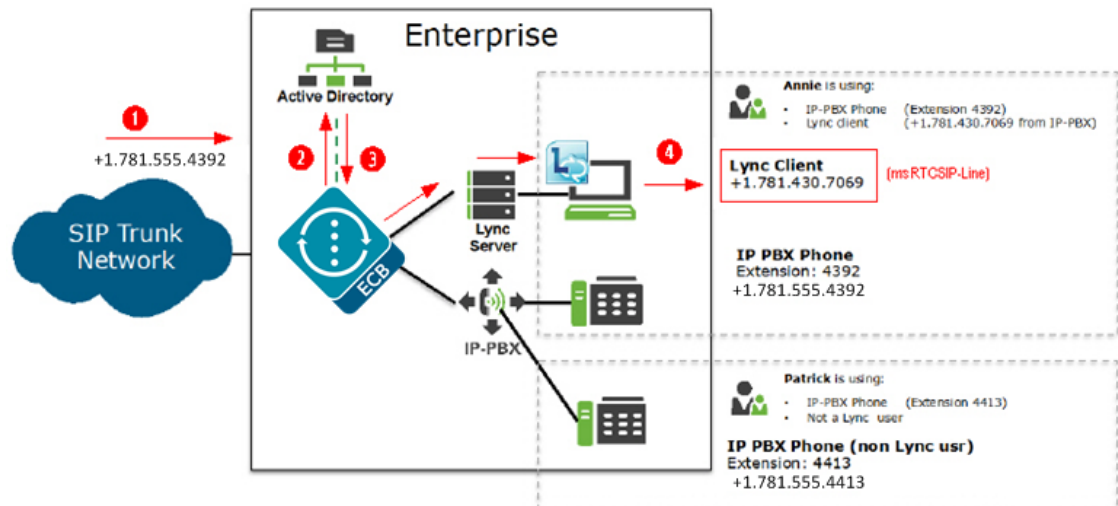 Enterprise
Active Directory
1
+1.781.555.4392
2
3
SIP Trunk
Network
ECB
Lync
Server
IP-PBX
4
Annie is using:
• IP-PBX Phone (Extension 4392)
• Lync client (+1.781.430.7069 from IP-PBX)
Lync Client
+1.781.430.7069
(msRTCSIP-Line)
IP PBX Phone
Extension: 4392
+1.781.555.4392
Patrick is using:
• IP-PBX Phone (Extension 4413)
• Not a Lync user
IP PBX Phone (non Lync usr)
Extension: 4413
+1.781.555.4413